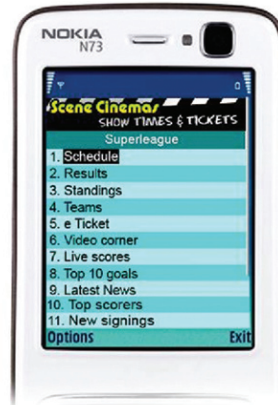 NOKIA
N73
Scene Cinemas
SHOW TIMES & TICKETS
Superleague
1. Schedule
2. Results
3. Standings
4. Teams
5. e Ticket
6. Video corner
7. Live scores
8. Top 10 goals
9. Latest News
10. Top scorers
11. New signings
Options Exit